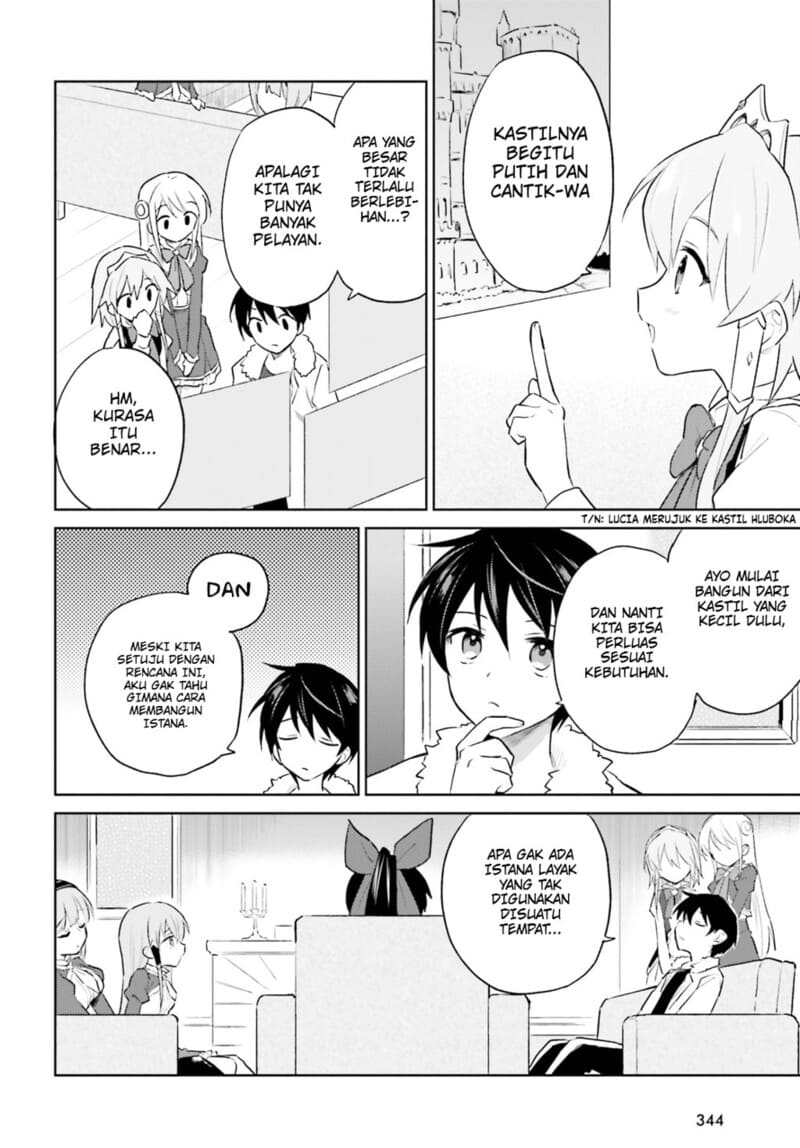 KASTILNYA
BEGITU
PUTIH DAN
CANTIK-WA
T/N: LUCIA MERUJUK KE KASTIL HLUBOKA
APA YANG
BESAR
TIDAK
TERLALU
BERLEBI-
HAN...?
APALAGI
KITA TAK
PUNYA
BANYAK
PELAYAN.
HM,
KURASA
ITU
BENAR...
AYO MULAI
BANGUN DARI
KASTIL YANG
KECIL DULU,
DAN NANTI
KITA BISA
PERLUAS
SESUAI
KEBUTUHAN.
DAN
MESKI KITA
SETUJU DENGAN
RENCANA INI,
AKU GAK TAHU
GIMANA CARA
MEMBANGUN
ISTANA.
APA GAK ADA
ISTANA LAYAK
YANG TAK
DIGUNAKAN
DISUATU
TEMPAT...
344